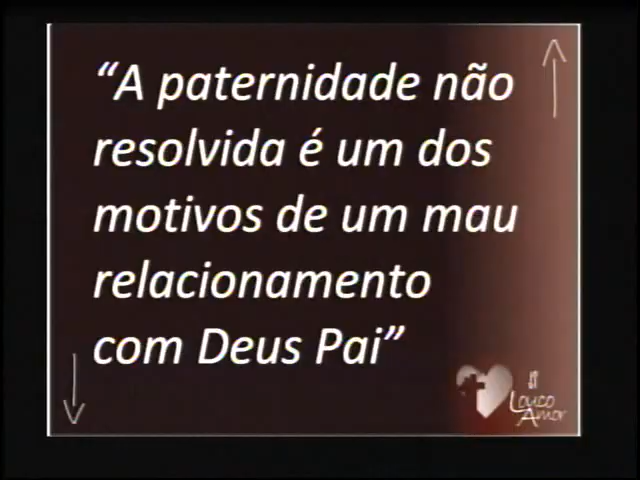 “A paternidade não
resolvida é um dos
motivos de um mau
relacionamento
com Deus Pai”
Louco
Amor